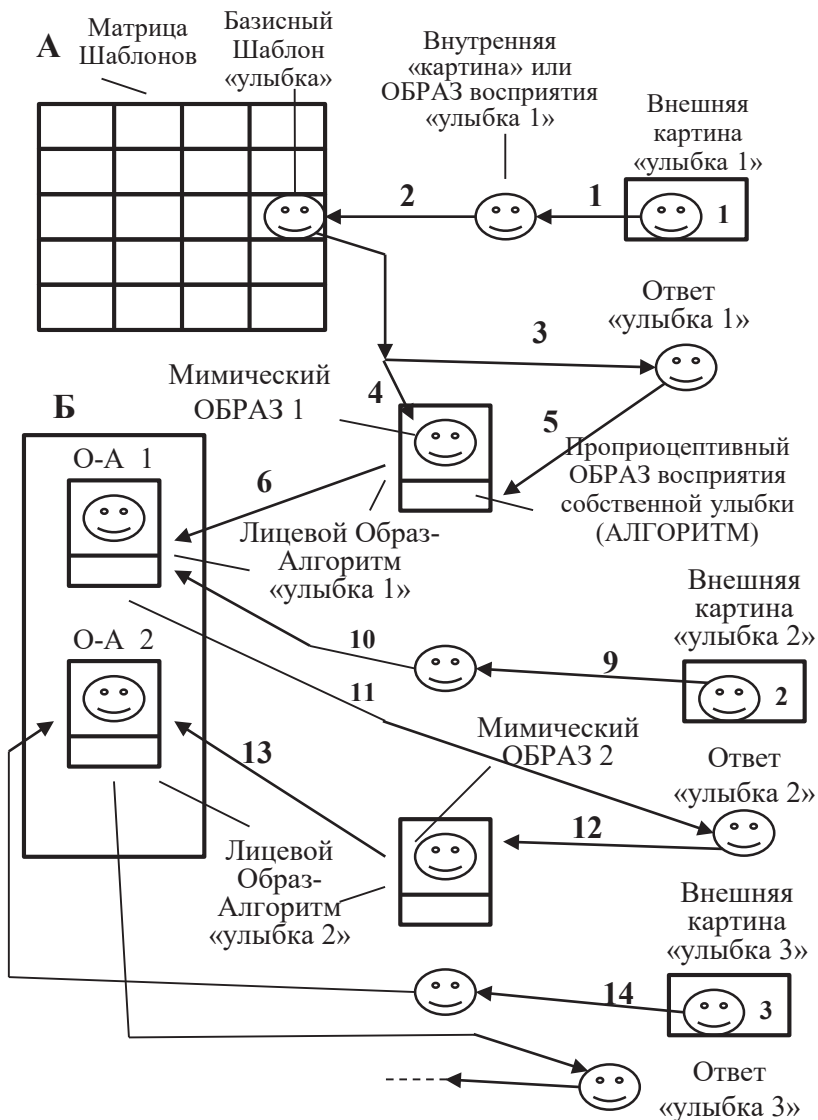 А
Матрица
Шаблонов
Базисный
Шаблон
«улыбка»
Внутренняя
«картина» или
ОБРАЗ восприятия
«улыбка 1»
Внешняя
картина
«улыбка 1»
2
1
1
Ответ
«улыбка 1»
3
Мимический
ОБРАЗ 1
4
5
Б
О-А 1
6
Проприоцептивный
ОБРАЗ восприятия
собственной улыбки
(АЛГОРИТМ)
Лицевой Образ-
Алгоритм
«улыбка 1»
Внешняя
картина
«улыбка 2»
О-А 2
10
9
2
11
Мимический
ОБРАЗ 2
13
Ответ
«улыбка 2»
12
Лицевой
Образ-
Алгоритм
«улыбка 2»
Внешняя
картина
«улыбка 3»
14
3
Ответ
«улыбка 3»